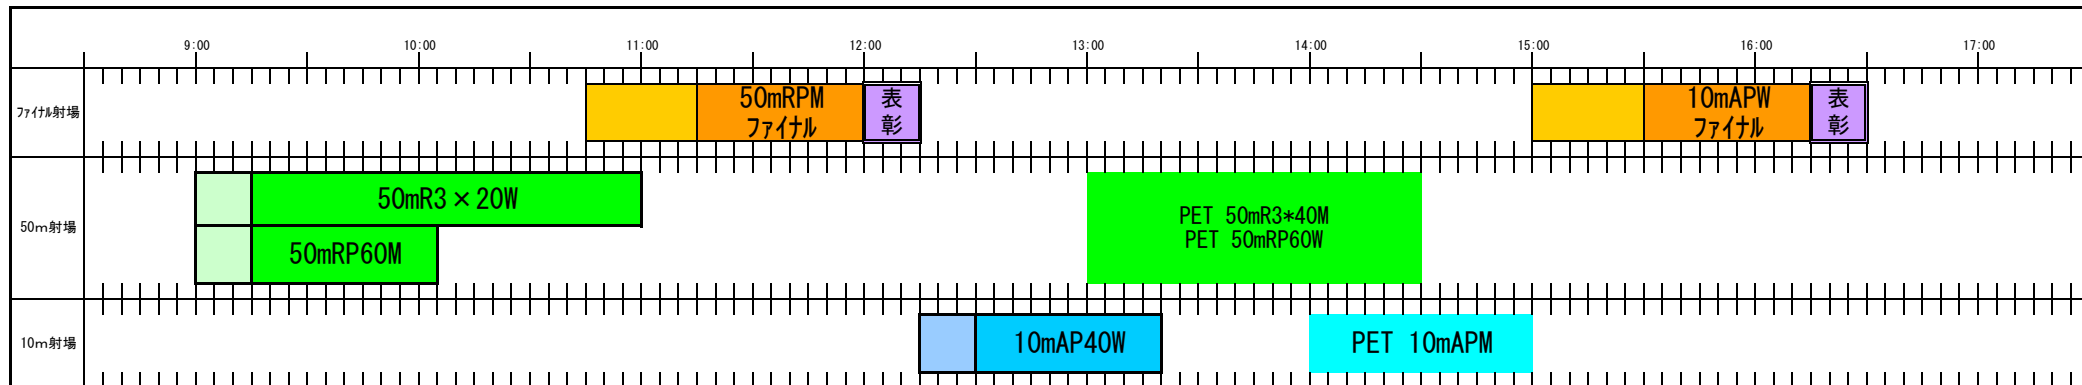 9:00 10:00 11:00 12:00 13:00 14:00 15:00 16:00 17:00
ファイナル射場
50mRPM
ファイナル
表
彰
10mAPW
ファイナル
表
彰
50m射場
50mR3×20W
50mRP60M
PET 50mR3*40M
PET 50mRP60W
10m射場
10mAP40W
PET 10mAPM